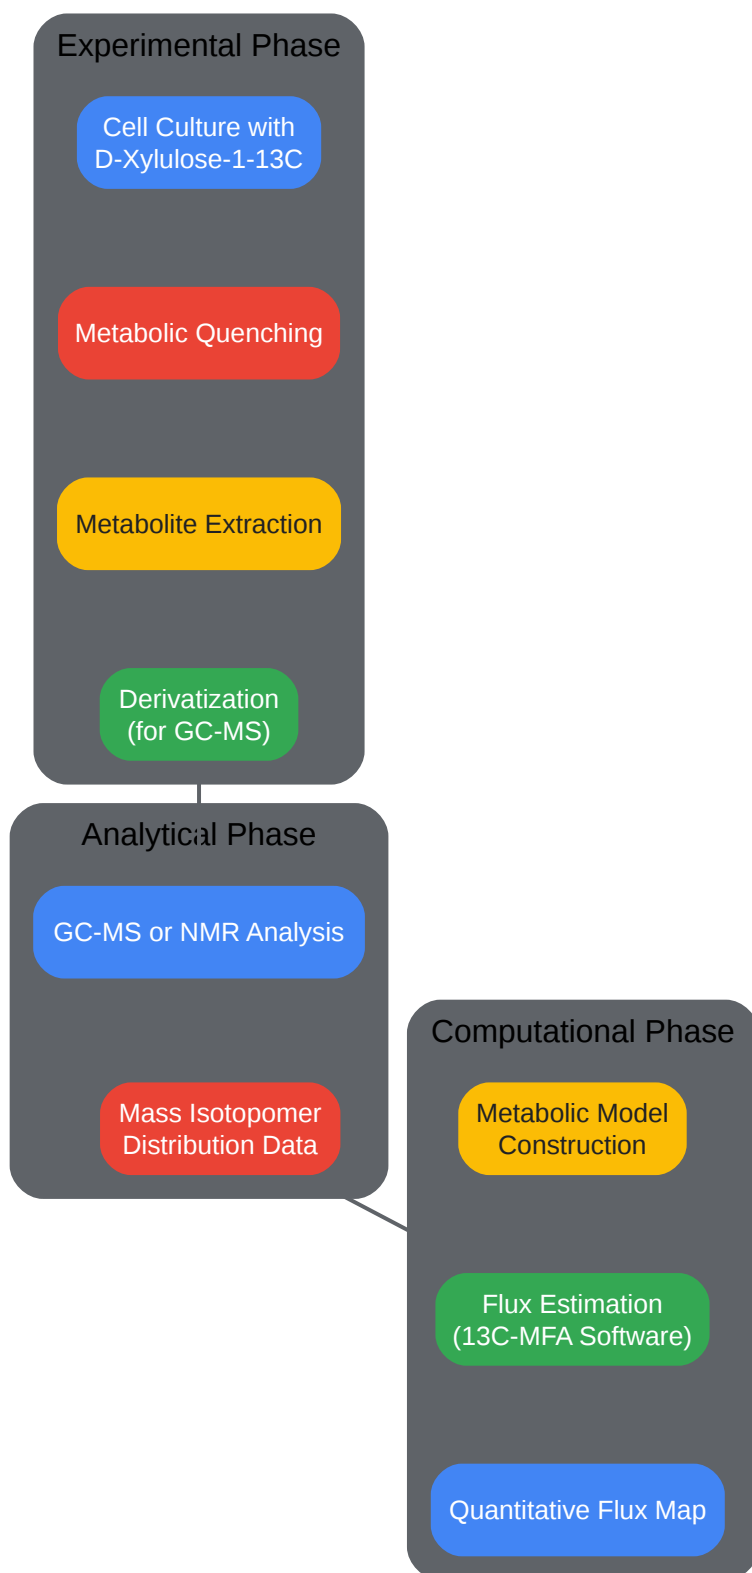 Experimental Phase
Cell Culture with
D-Xylulose-1-13C
Metabolic Quenching
Metabolite Extraction
Derivatization
(for GC-MS)
Analytical Phase
GC-MS or NMR Analysis
Mass Isotopomer
Distribution Data
Computational Phase
Metabolic Model
Construction
Flux Estimation
(13C-MFA Software)
Quantitative Flux Map